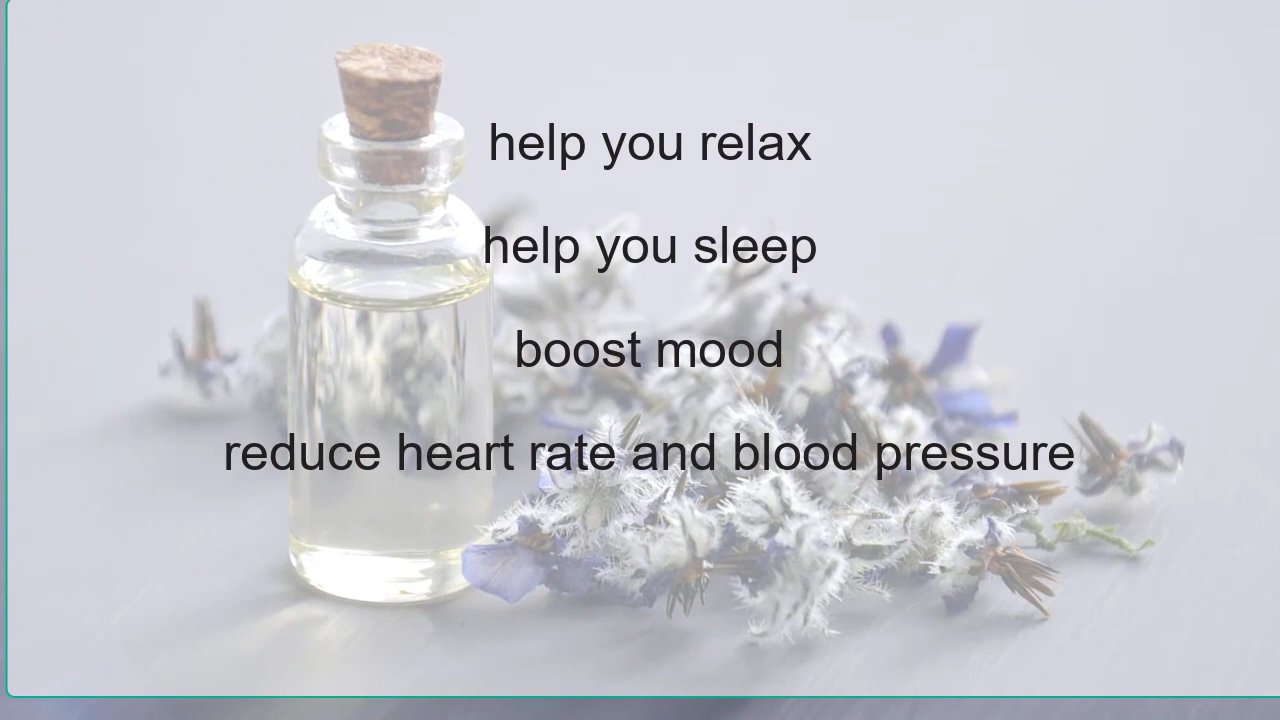 help you relax
help you sleep
boost mood
reduce heart rate and blood pressure